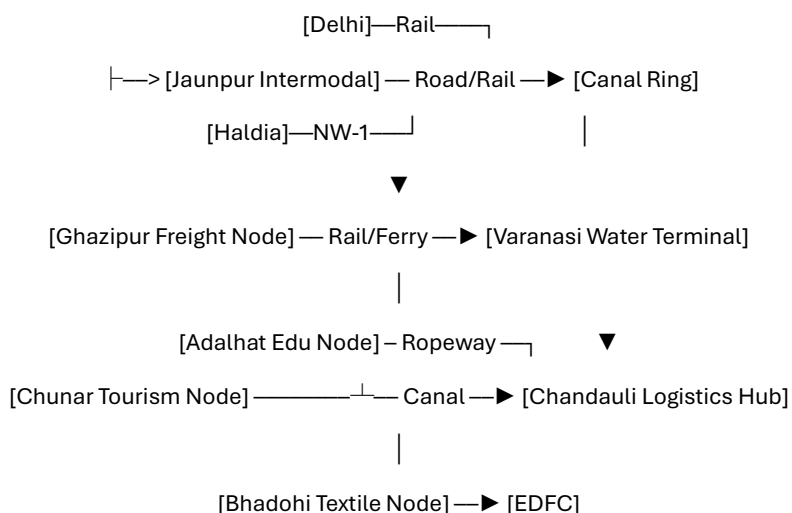 [Delhi]—Rail——┐
├—–> [Jaunpur Intermodal] — Road/Rail —► [Canal Ring]
[Haldia]—NW-1——┘ │
▼
[Ghazipur Freight Node] — Rail/Ferry —► [Varanasi Water Terminal]
│
[Adalhat Edu Node] – Ropeway —┐ ▼
[Chunar Tourism Node] ————–┴–– Canal —► [Chandauli Logistics Hub]
│
[Bhadohi Textile Node] —► [EDFC]